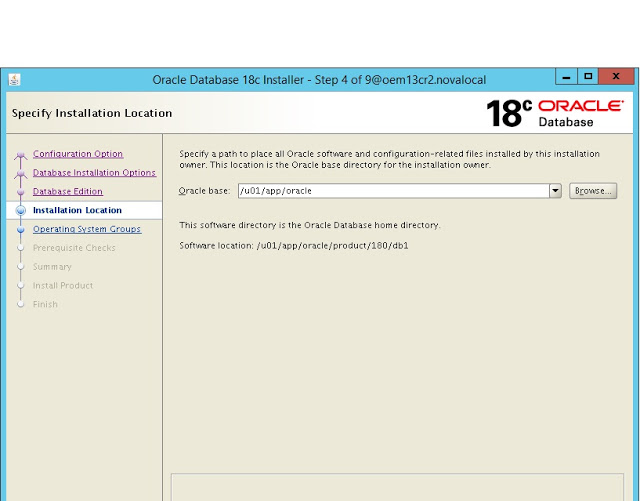 Oracle Database 18c Installer - Step 4 of 9@oem13cr2.novalocal
Specify Installation Location
18c ORACLE
Database
Configuration Option
Database Installation Options
Database Edition
Installation Location
Operating System Groups
Prerequisite Checks
Summary
Install Product
Finish
Specify a path to place all Oracle software and configuration-related files installed by this installation
owner. This location is the Oracle base directory for the installation owner.
Oracle base: /u01/app/oracle Browse...
This software directory is the Oracle Database home directory.
Software location: /u01/app/oracle/product/180/db1